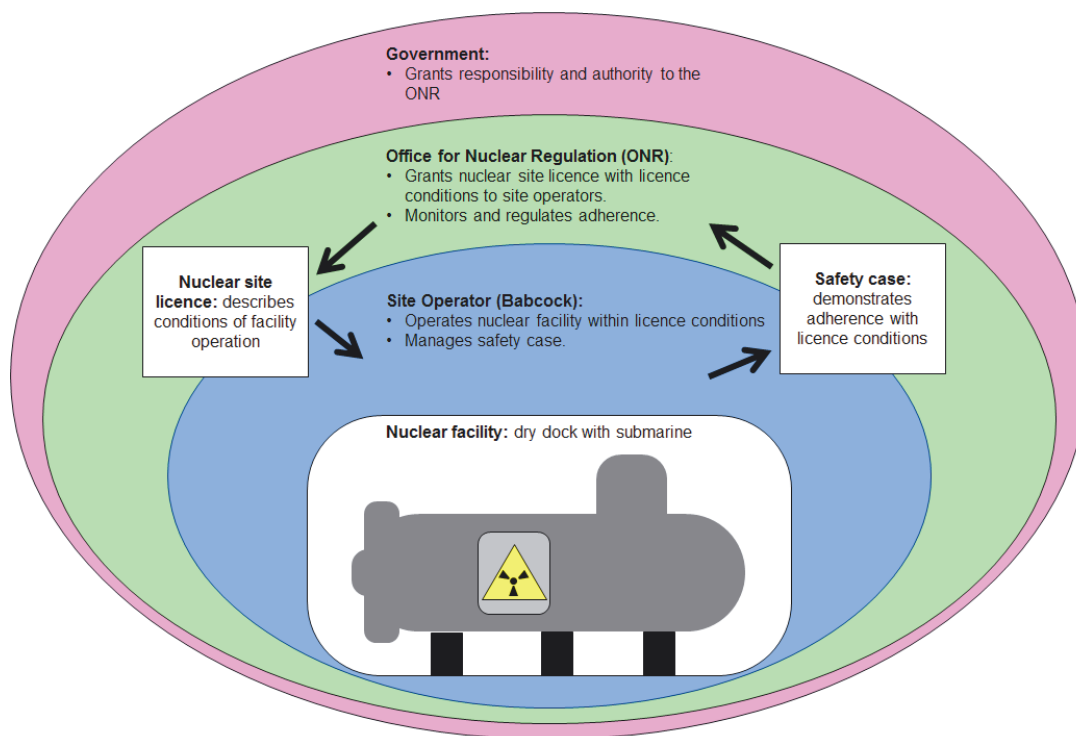 Government:
• Grants responsibility and authority to the
ONR
Office for Nuclear Regulation (ONR):
• Grants nuclear site licence with licence
conditions to site operators.
• Monitors and regulates adherence.
Nuclear site
licence: describes
conditions of facility
operation
Site Operator (Babcock):
• Operates nuclear facility within licence conditions
• Manages safety case.
Safety case:
demonstrates
adherence with
licence conditions
Nuclear facility: dry dock with submarine